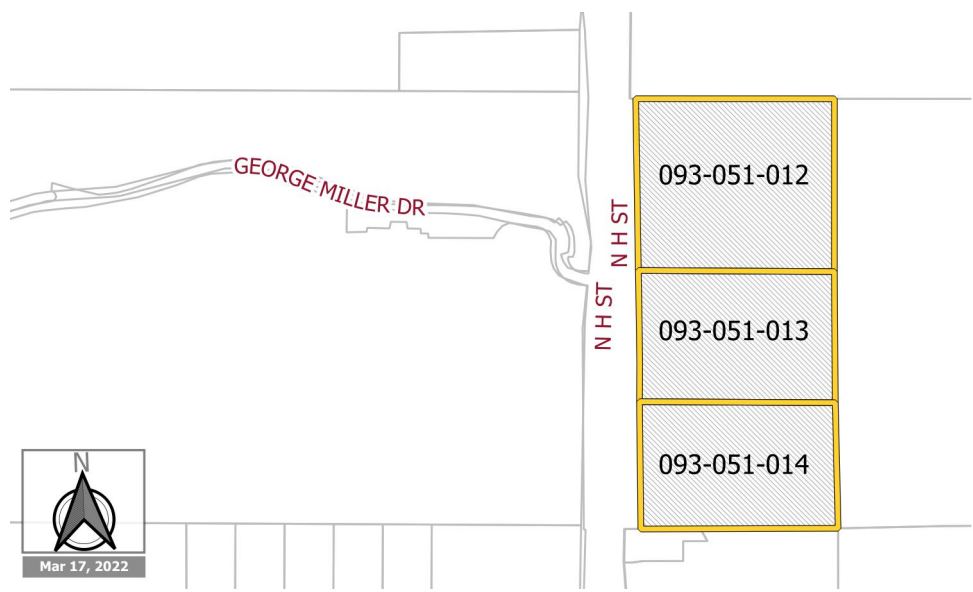 GEORGE MILLER DR
N H ST
N H ST
093-051-012
093-051-013
093-051-014
N
Mar 17, 2022